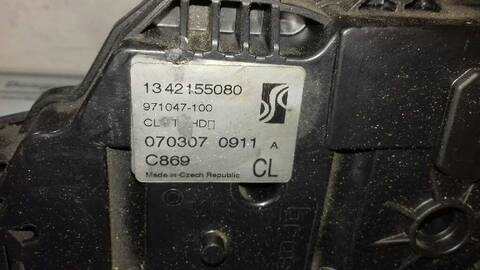 1342155080
971047-100
070307 0911 A
C869
CL
Made in Czech Republic